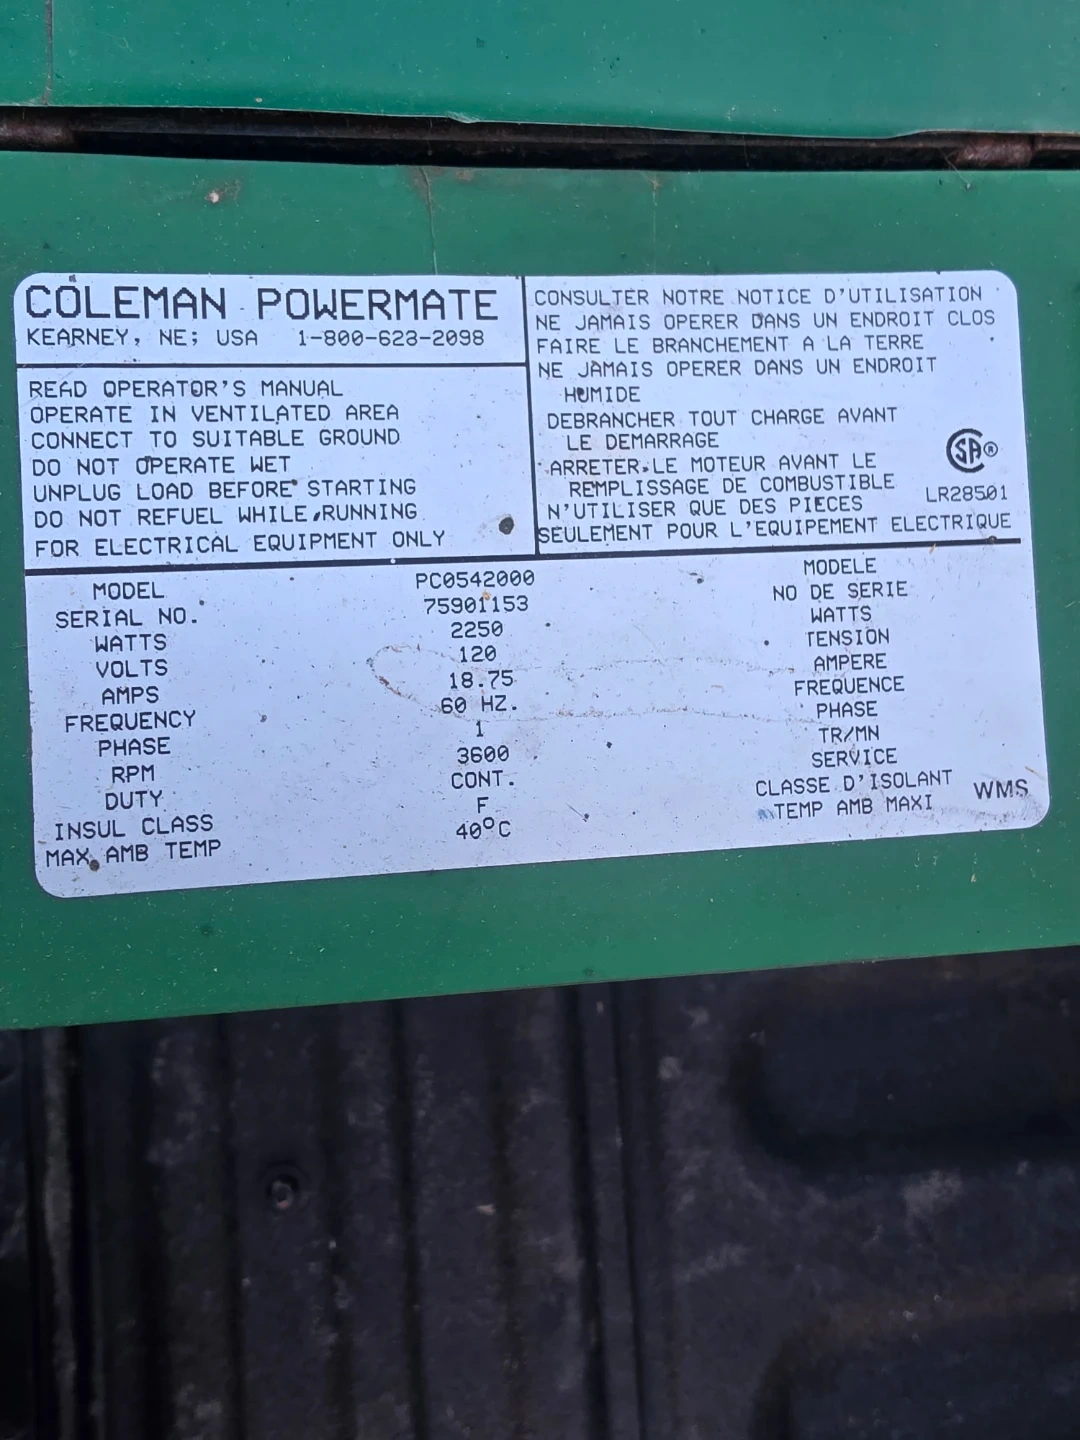 COLEMAN POWERMATE
KEARNEY, NE; USA 1-800-623-2098
READ OPERATOR'S MANUAL
OPERATE IN VENTILATED AREA
CONNECT TO SUITABLE GROUND
DO NOT OPERATE WET
UNPLUG LOAD BEFORE STARTING
DO NOT REFUEL WHILE RUNNING
FOR ELECTRICAL EQUIPMENT ONLY
CONSULTER NOTRE NOTICE D'UTILISATION
NE JAMAIS OPERER DANS UN ENDROIT CLOS
FAIRE LE BRANCHEMENT A LA TERRE
NE JAMAIS OPERER DANS UN ENDROIT
HUMIDE
DEBRANCHER TOUT CHARGE AVANT
LE DEMARRAGE
ARRETER LE MOTEUR AVANT LE
REMPLISSAGE DE COMBUSTIBLE
N'UTILISER QUE DES PIECES
SEULEMENT POUR L'EQUIPEMENT ELECTRIQUE
SA®
LR28501
MODEL PC0542000 MODELE
SERIAL NO. 75901153 NO DE SERIE
WATTS 2250 WATTS
VOLTS 120 TENSION
AMPS 18.75 AMPERE
FREQUENCY 60 HZ. FREQUENCE
PHASE 1 PHASE
RPM 3600 TR/MN
DUTY CONT. SERVICE
INSUL CLASS F CLASSE D'ISOLANT
MAX AMB TEMP 40°C TEMP AMB MAXI
WMS